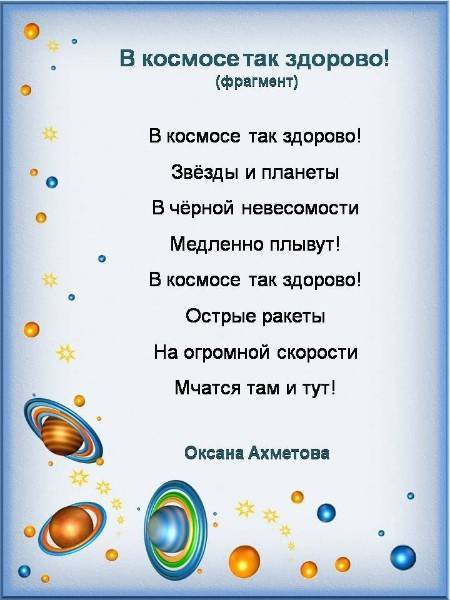 В космосе так здорово!
(фрагмент)
В космосе так здорово!
Звёзды и планеты
В чёрной невесомости
Медленно плывут!
В космосе так здорово!
Острые ракеты
На огромной скорости
Мчатся там и тут!
Оксана Ахметова